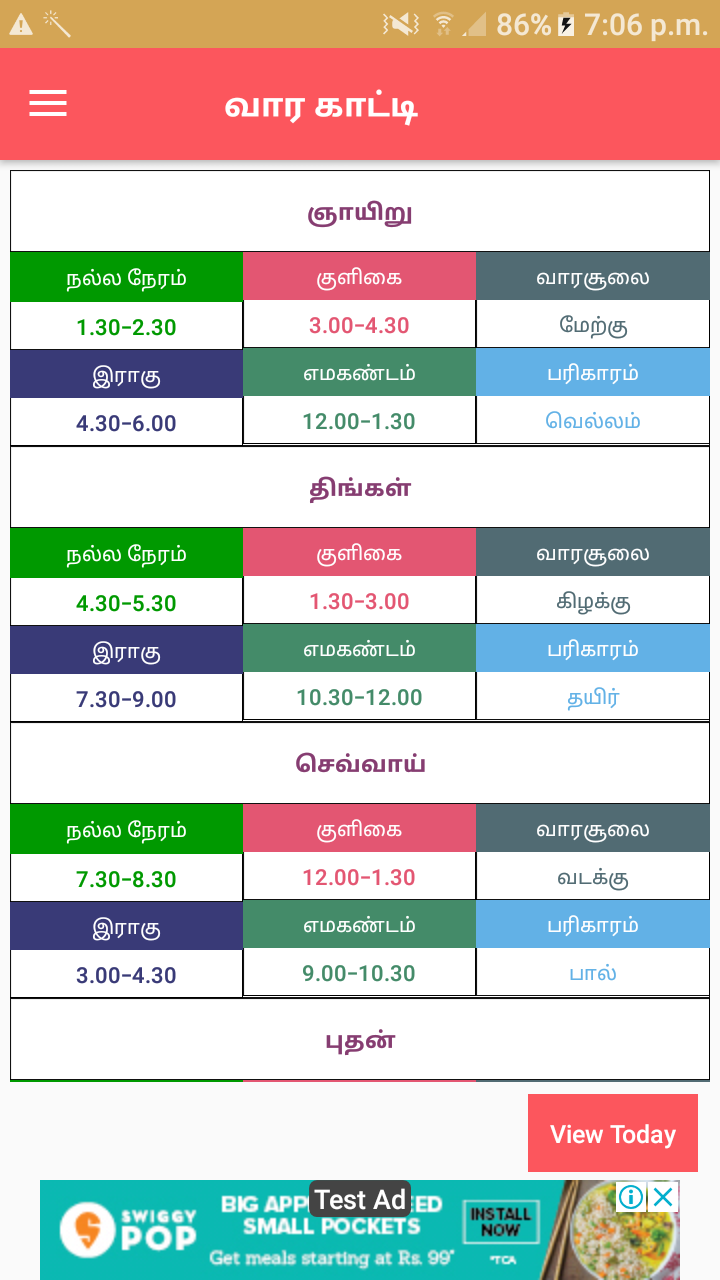 86% 7:06 p.m.
வார காட்டி
ஞாயிறு
நல்ல நேரம் குளிகை வாரசூலை
1.30-2.30 3.00-4.30 மேற்கு
இராகு எமகண்டம் பரிகாரம்
4.30-6.00 12.00-1.30 வெல்லம்
திங்கள்
நல்ல நேரம் குளிகை வாரசூலை
4.30-5.30 1.30-3.00 கிழக்கு
இராகு எமகண்டம் பரிகாரம்
7.30-9.00 10.30-12.00 தயிர்
செவ்வாய்
நல்ல நேரம் குளிகை வாரசூலை
7.30-8.30 12.00-1.30 வடக்கு
இராகு எமகண்டம் பரிகாரம்
3.00-4.30 9.00-10.30 பால்
புதன்
View Today
Test Ad
SWIGGY
POP
BIG
SMALL POCKETS
Get meals starting at Rs. 99*
INSTALL
NOW
*TCA